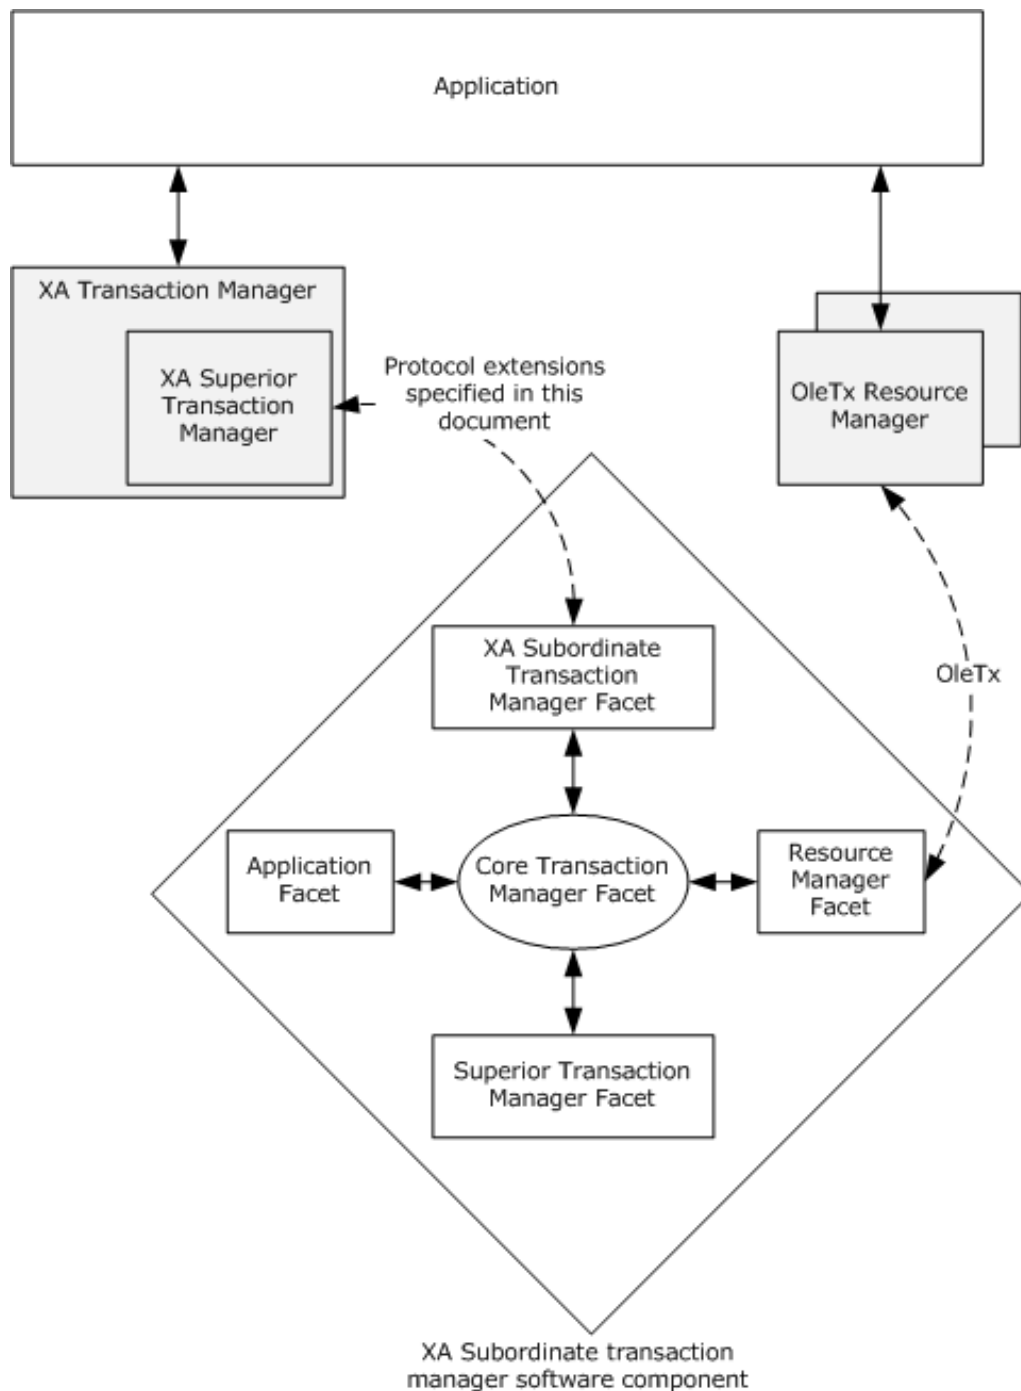 Application
XA Transaction Manager
XA Superior
Transaction
Manager
Protocol extensions
specified in this
document
OleTx Resource
Manager
XA Subordinate
Transaction
Manager Facet
OleTx
Application
Facet
Core Transaction
Manager Facet
Resource
Manager
Facet
Superior Transaction
Manager Facet
XA Subordinate transaction
manager software component